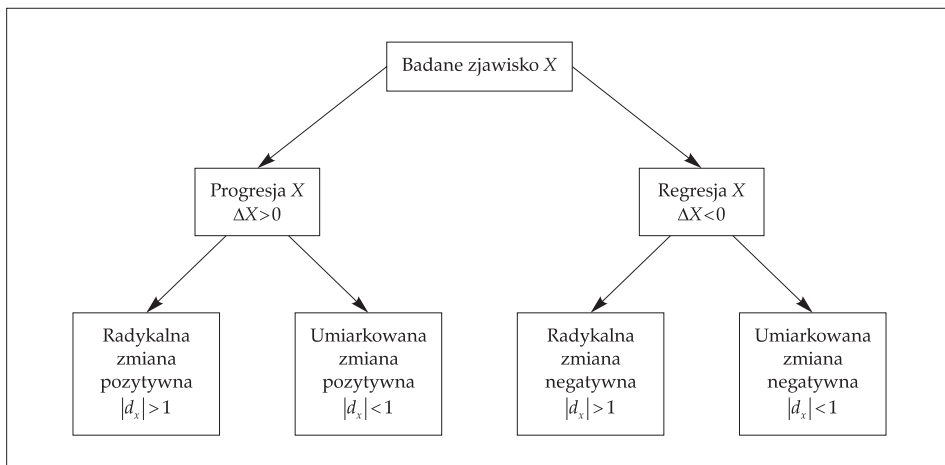 Badane zjawisko X
Progresja X
ΔX>0
Regresja X
ΔX<0
Radykalna
zmiana
pozytywna
|dₓ|>1
Umiarkowana
zmiana
pozytywna
|dₓ|<1
Radykalna
zmiana
negatywna
|dₓ|>1
Umiarkowana
zmiana
negatywna
|dₓ|<1